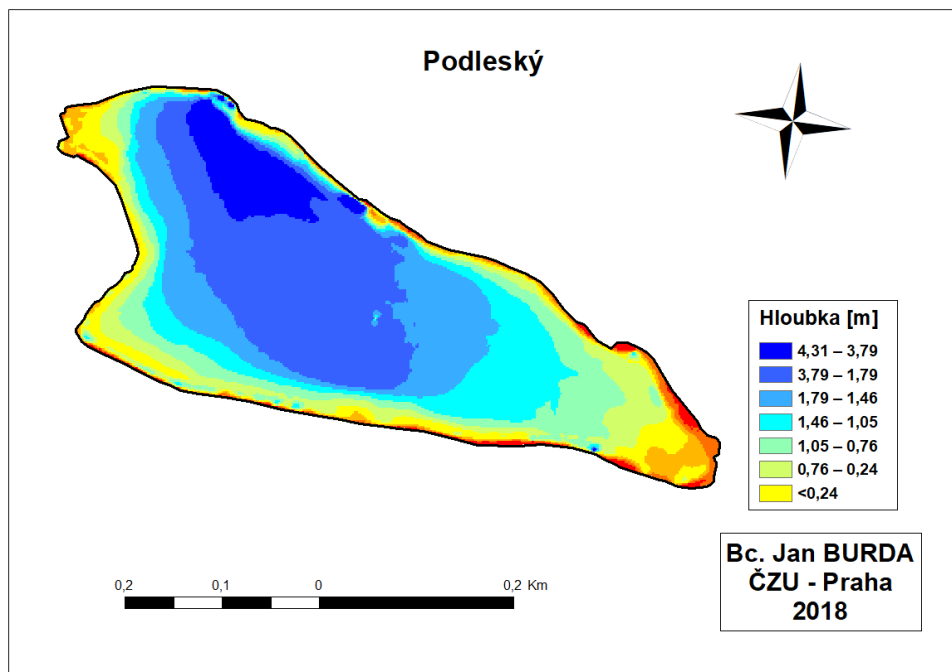 Podleský
Hloubka [m]
4,31 – 3,79
3,79 – 1,79
1,79 – 1,46
1,46 – 1,05
1,05 – 0,76
0,76 – 0,24
<0,24
0,2 0,1 0 0,2 Km
Bc. Jan BURDA
ČZU - Praha
2018